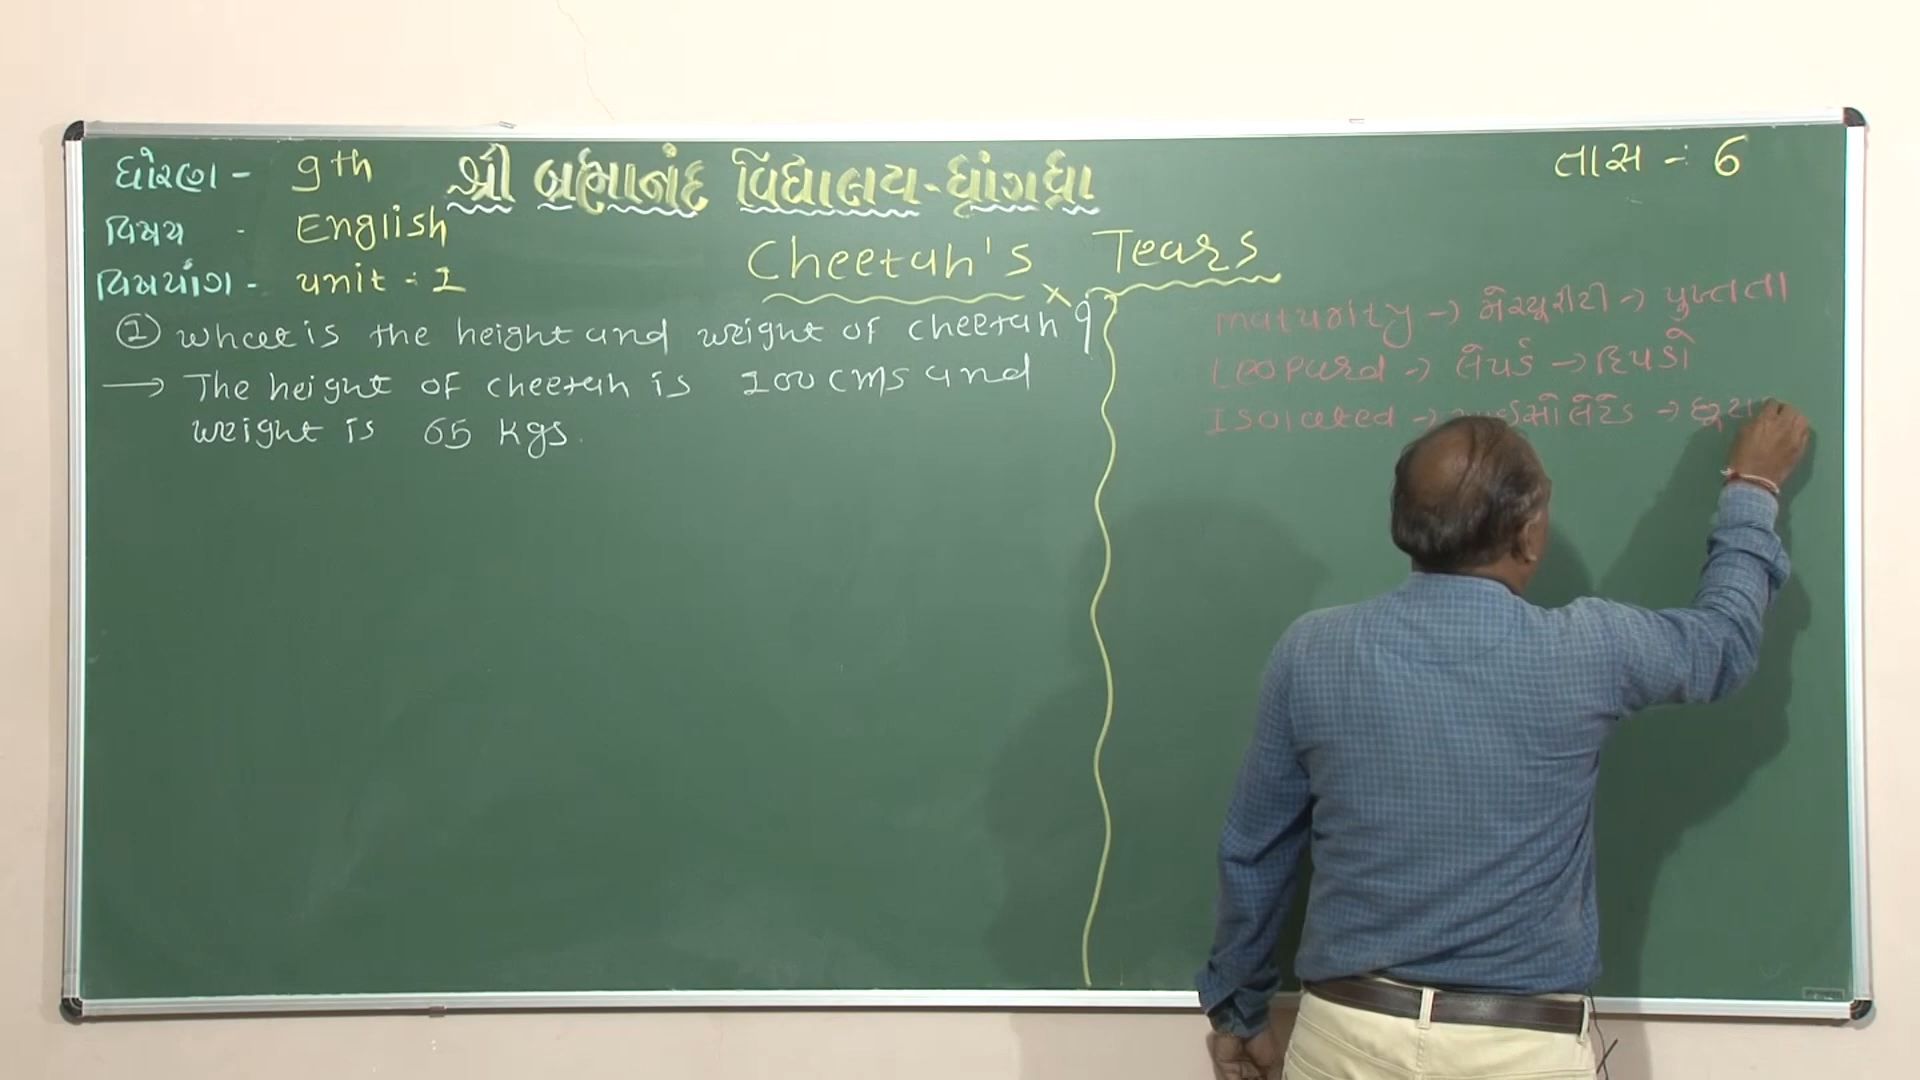 ધોરણ - 9th
શ્રી બ્રહ્માનંદ વિદ્યાલય - ધ્રાંગધ્રા
તાસ - 6
વિષય - English
વિષયાંગ - unit : 1
Cheetah's Tears
① What is the height and weight of cheetah ?
→ The height of cheetah is 100 cms and
weight is 65 kgs.
maturity → મેચ્યૂરીટી → પુખ્તતા
Leopard → લેપર્ડ → દિપડો
Isolated →